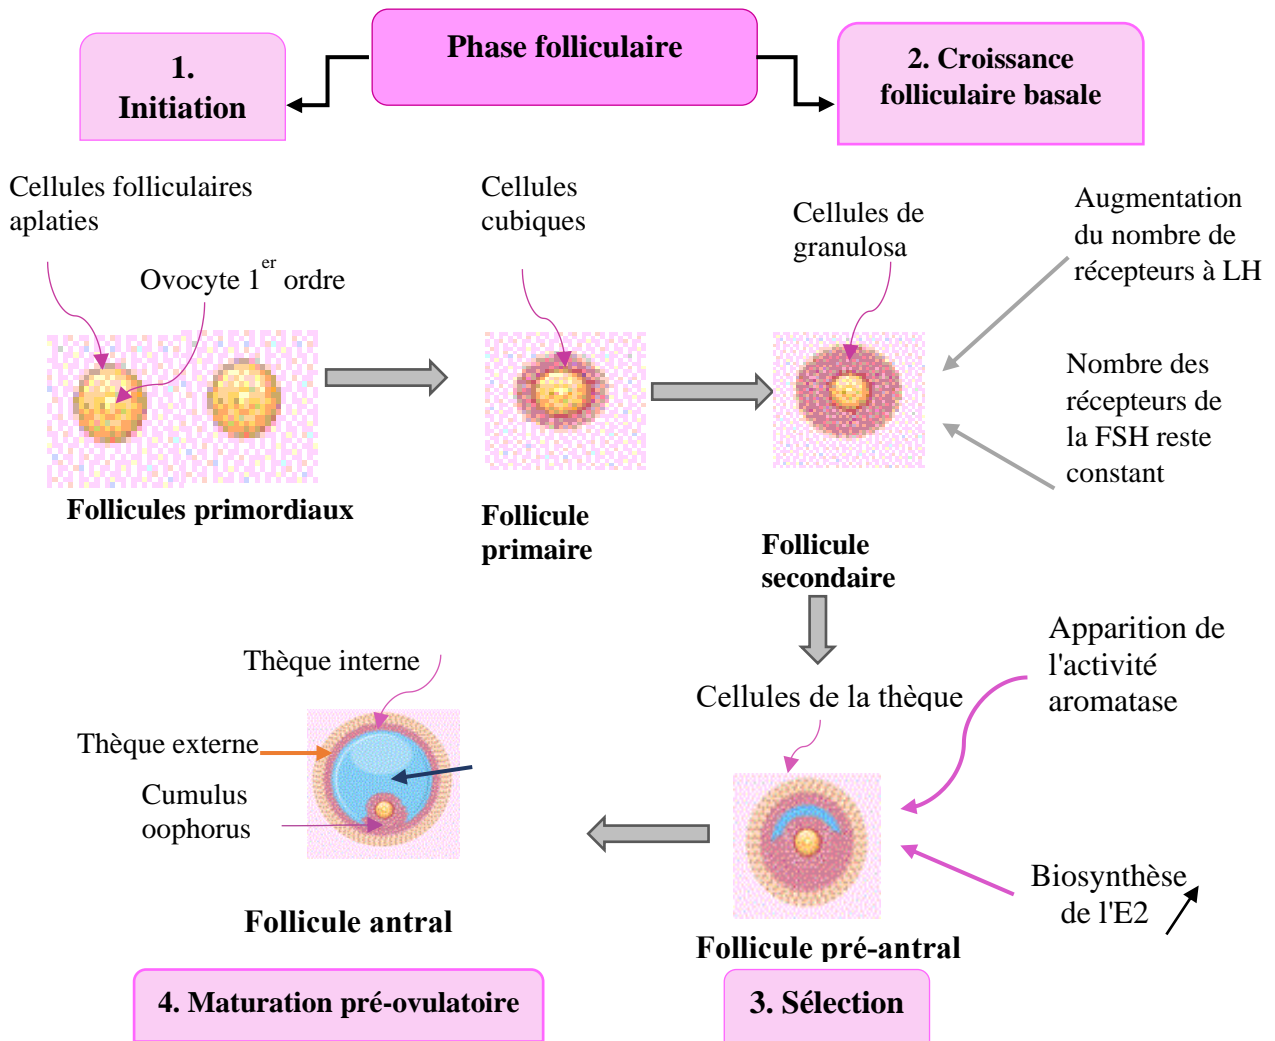 Phase folliculaire
1.
Initiation
2. Croissance
folliculaire basale
Cellules folliculaires
aplaties
Ovocyte 1er ordre
Cellules
cubiques
Cellules de
granulosa
Augmentation
du nombre de
récepteurs à LH
Nombre des
récepteurs de
la FSH reste
constant
Follicules primordiaux
Follicule
primaire
Follicule
secondaire
Thèque interne
Thèque externe
Cumulus
oophorus
Cellules de la thèque
Apparition de
l'activité
aromatase
Biosynthèse
de l'E2
Follicule antral
Follicule pré-antral
4. Maturation pré-ovulatoire
3. Sélection